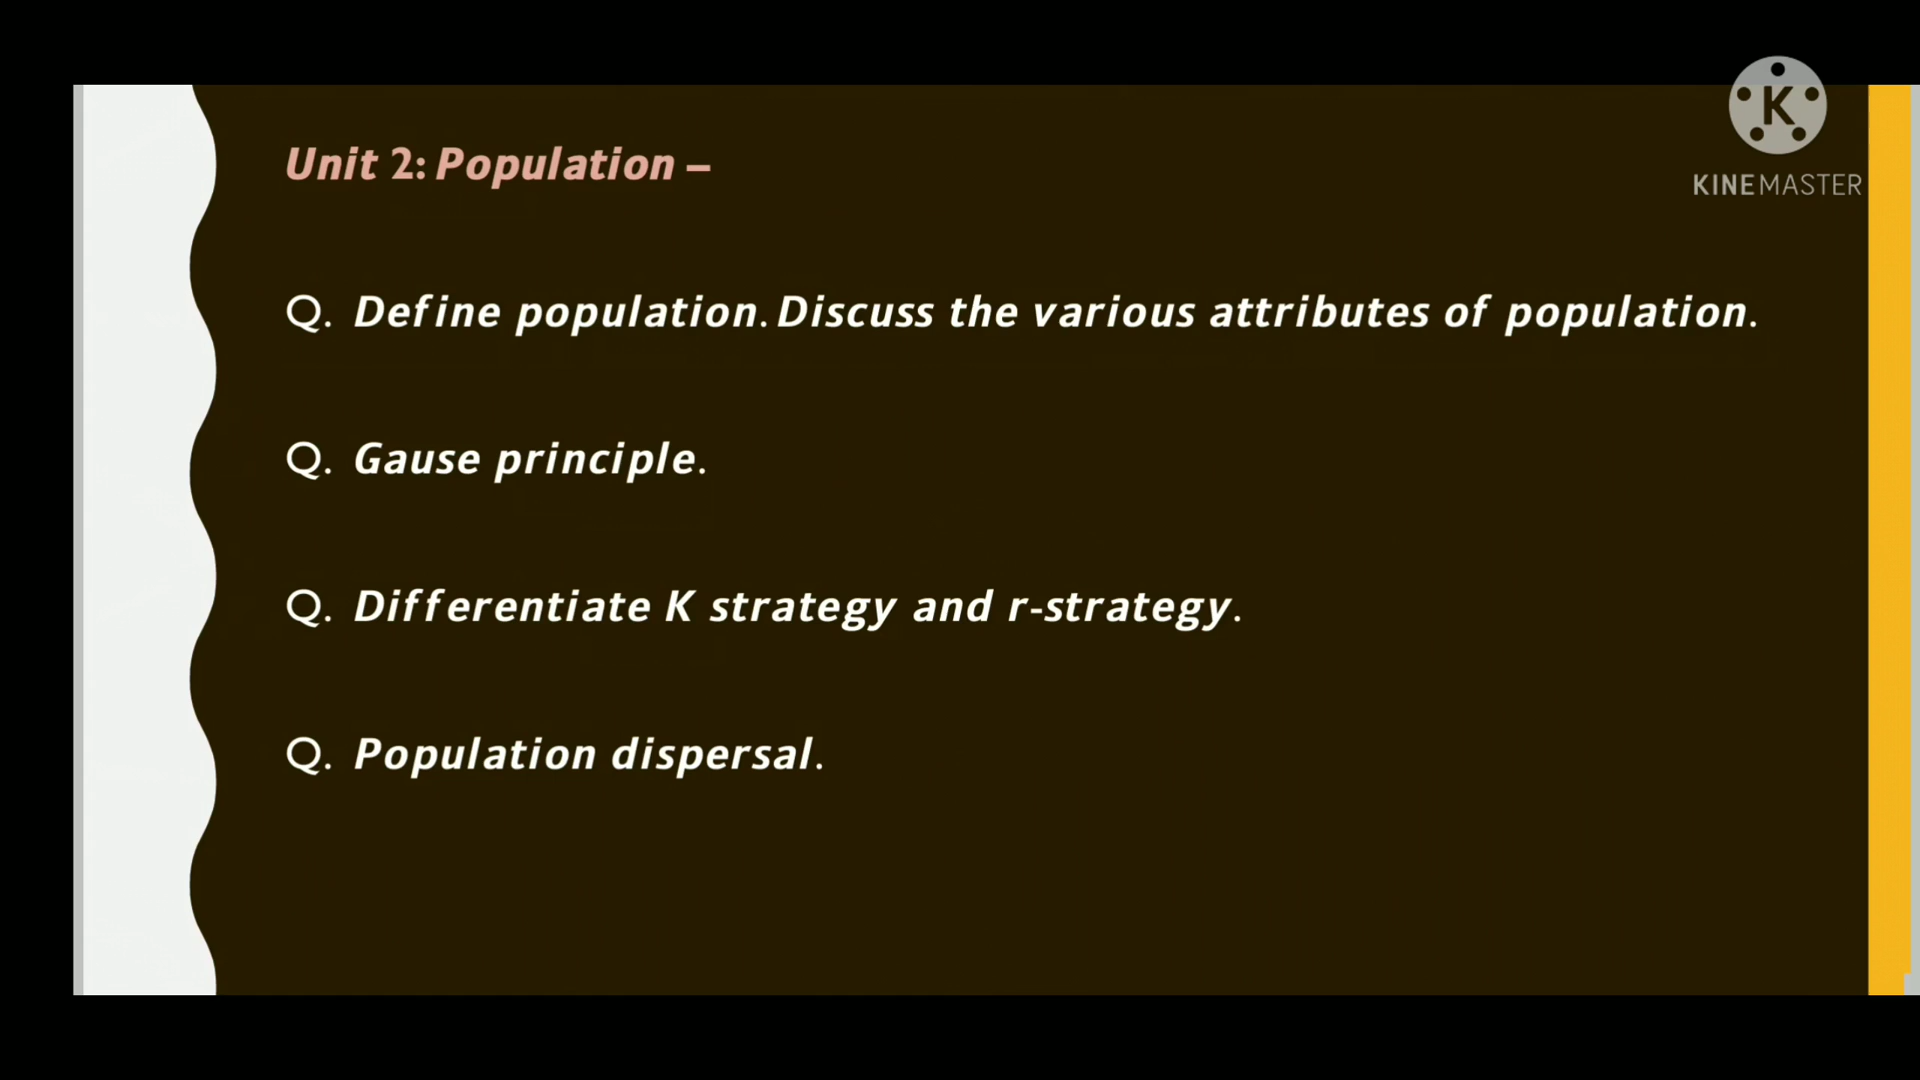 K
KINEMASTER
Unit 2: Population –
Q. Define population. Discuss the various attributes of population.
Q. Gause principle.
Q. Differentiate K strategy and r-strategy.
Q. Population dispersal.